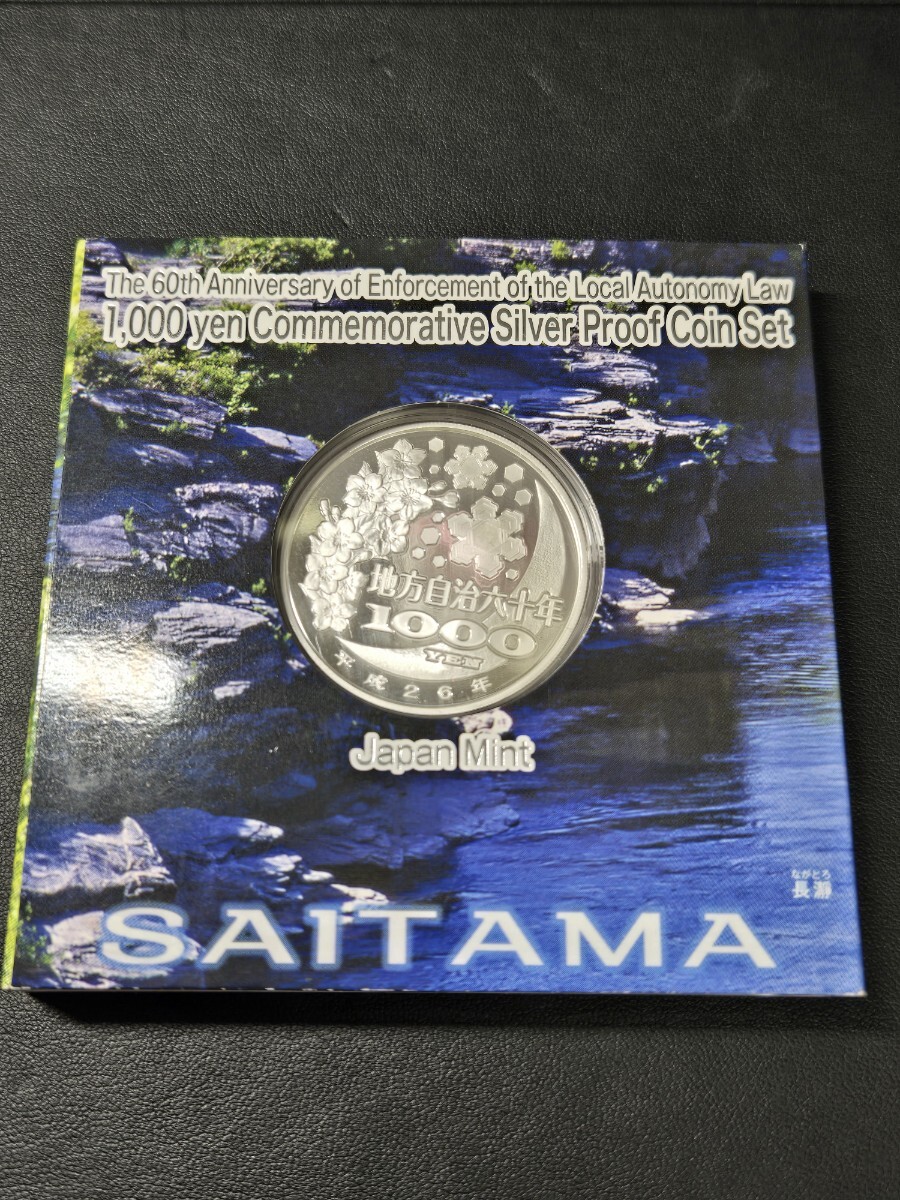 The 60th Anniversary of Enforcement of the Local Autonomy Law
1,000 yen Commemorative Silver Proof Coin Set
地方自治六十年
1000
YEN
平成26年
Japan Mint
ながとろ
長瀞
SAITAMA